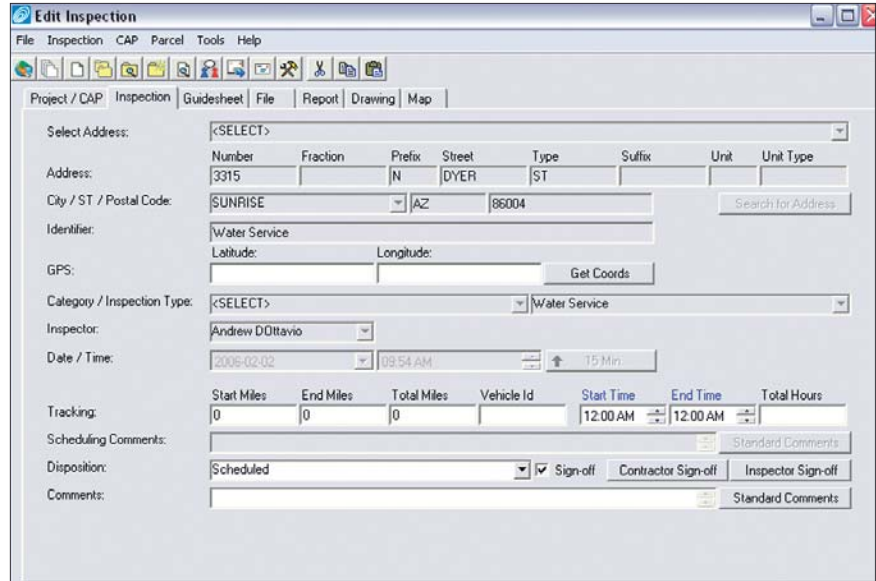 Edit Inspection
File Inspection CAP Parcel Tools Help
Project / CAP Inspection Guidesheet File Report Drawing Map
Select Address: <SELECT>
Number Fraction Prefix Street Type Suffix Unit Unit Type
Address: 3315 N DYER ST
City / ST / Postal Code: SUNRISE AZ 86004 Search for Address
Identifier: Water Service
Latitude: Longitude:
GPS: Get Coords
Category / Inspection Type: <SELECT> Water Service
Inspector: Andrew DOttavio
Date / Time: 2006-02-02 09:54 AM 15 Min
Start Miles End Miles Total Miles Vehicle Id Start Time End Time Total Hours
Tracking: 0 0 0 12:00 AM 12:00 AM
Scheduling Comments: Standard Comments
Disposition: Scheduled Sign-off Contractor Sign-off Inspector Sign-off
Comments: Standard Comments